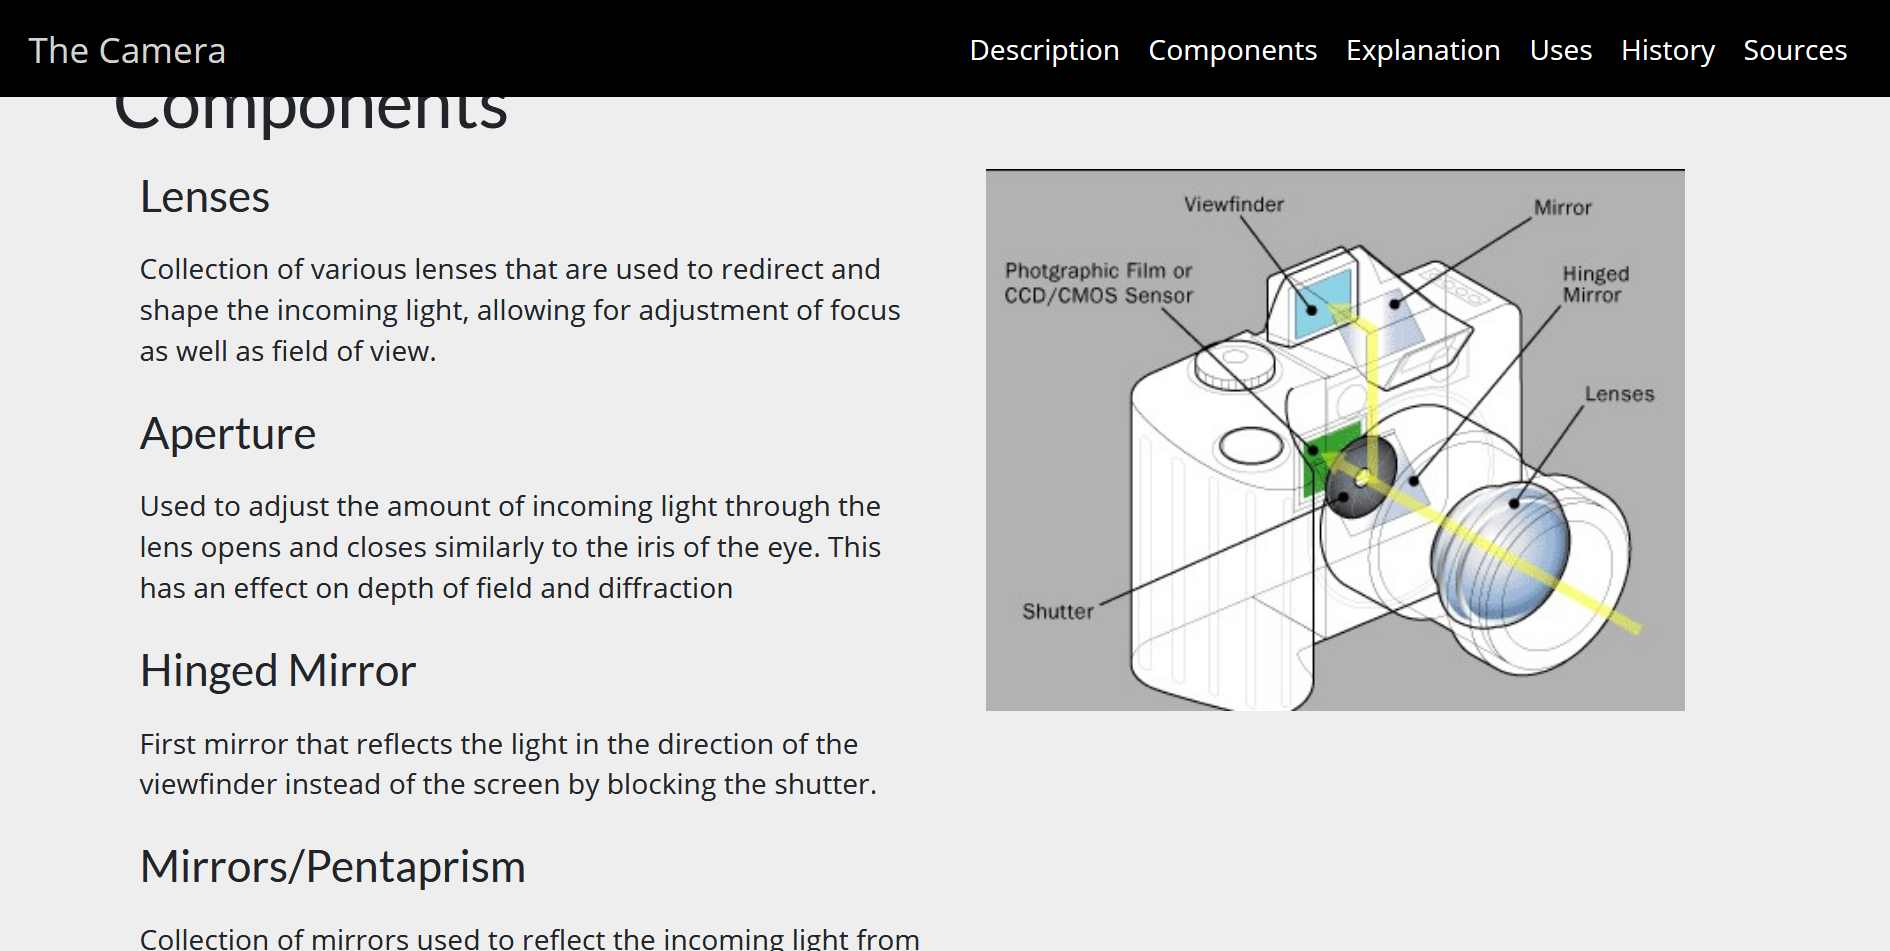 The Camera
Description Components Explanation Uses History Sources
Components
Lenses
Collection of various lenses that are used to redirect and
shape the incoming light, allowing for adjustment of focus
as well as field of view.
Aperture
Used to adjust the amount of incoming light through the
lens opens and closes similarly to the iris of the eye. This
has an effect on depth of field and diffraction
Hinged Mirror
First mirror that reflects the light in the direction of the
viewfinder instead of the screen by blocking the shutter.
Mirrors/Pentaprism
Collection of mirrors used to reflect the incoming light from
Viewfinder
Mirror
Photgraphic Film or
CCD/CMOS Sensor
Hinged
Mirror
Lenses
Shutter